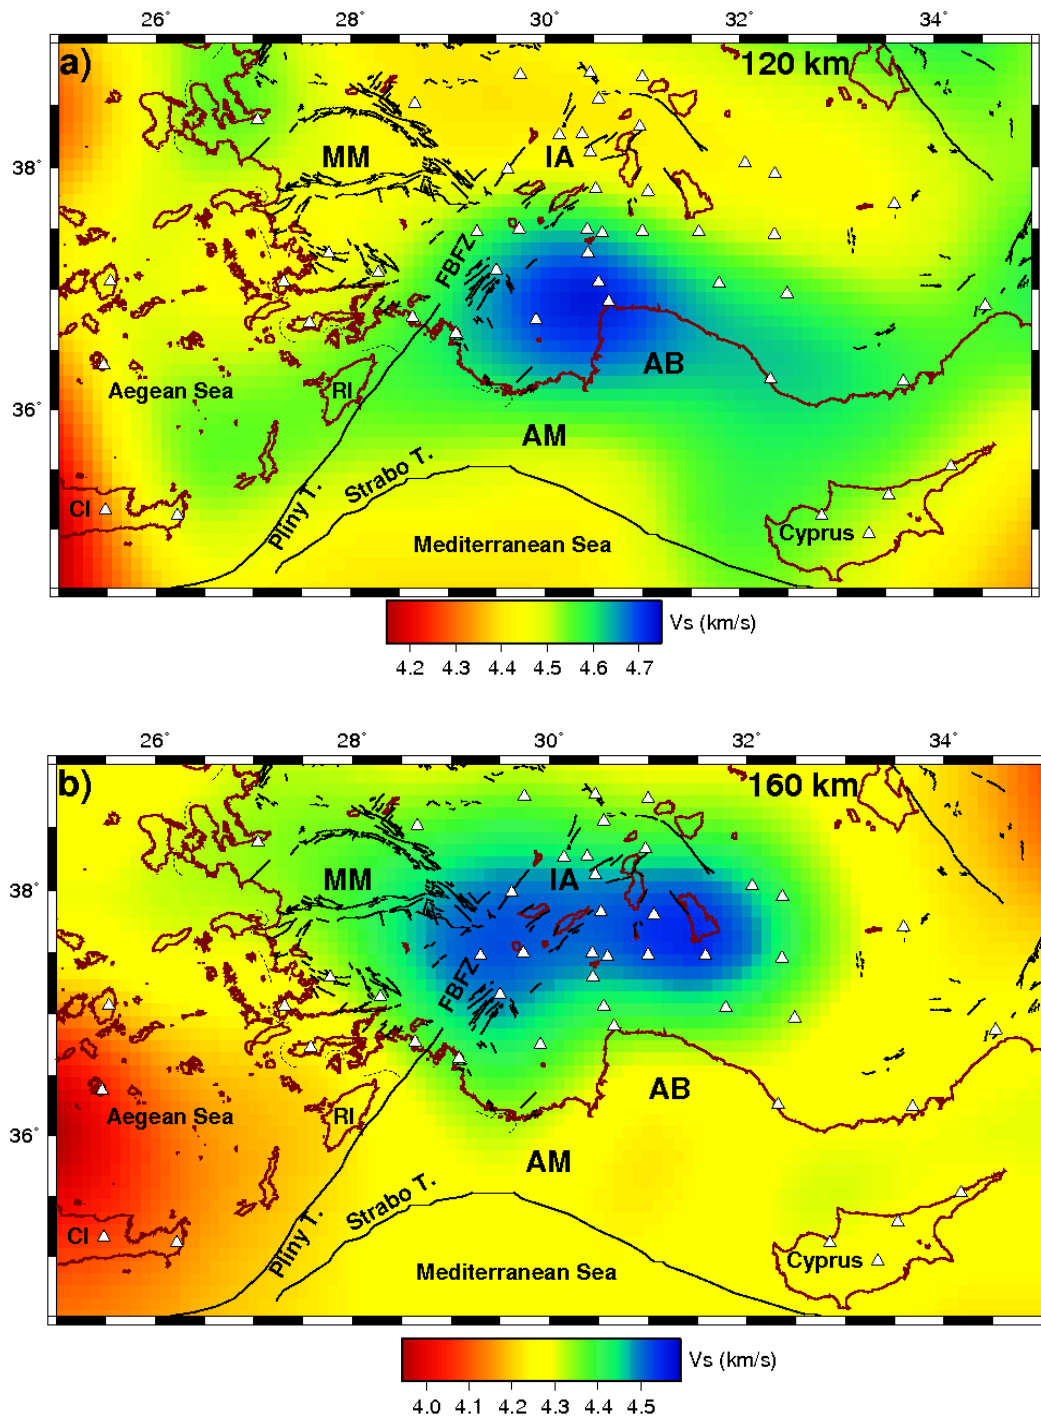 26° 28° 30° 32° 34°
a) 120 km
MM IA
38°
FBFZ
AB
Aegean Sea RI
36°
AM
Strabo T.
CI Pliny T.
Cyprus
Mediterranean Sea
Vs (km/s)
4.2 4.3 4.4 4.5 4.6 4.7
26° 28° 30° 32° 34°
b) 160 km
MM IA
38°
FBFZ
AB
Aegean Sea RI
36°
AM
Strabo T.
CI Pliny T.
Cyprus
Mediterranean Sea
Vs (km/s)
4.0 4.1 4.2 4.3 4.4 4.5